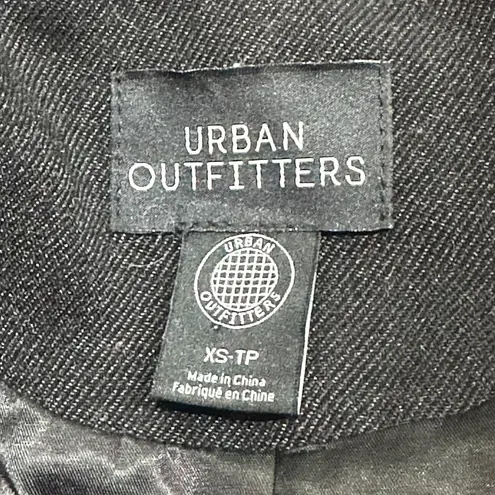 URBAN
OUTFITTERS
URBAN
OUTFITTERS
XS-TP
Made in China
Fabriqué en Chine